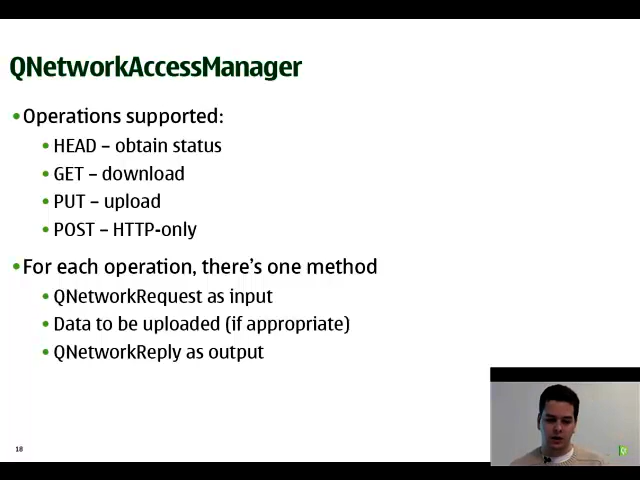 QNetworkAccessManager
•Operations supported:
• HEAD – obtain status
• GET – download
• PUT – upload
• POST – HTTP-only
•For each operation, there's one method
• QNetworkRequest as input
• Data to be uploaded (if appropriate)
• QNetworkReply as output
18